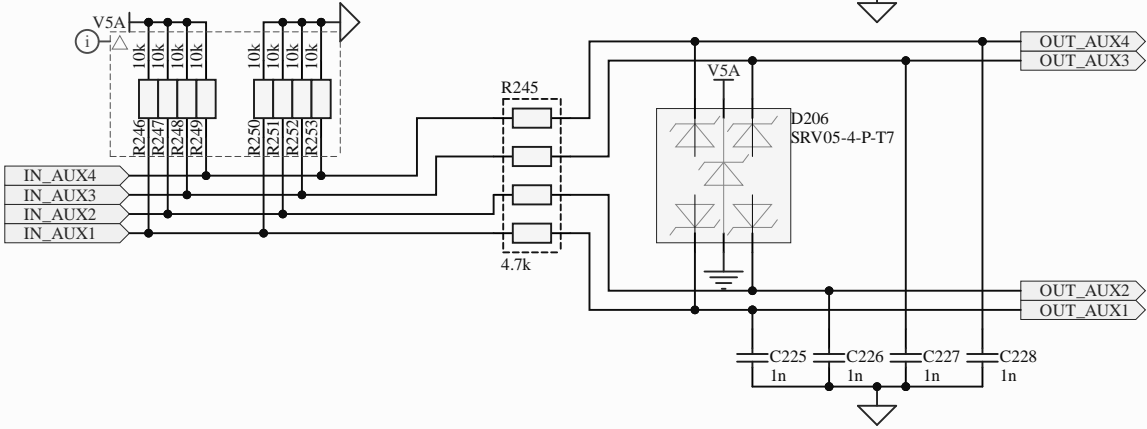 V5A
i
10k
10k
10k
10k
10k
10k
10k
10k
R246
R247
R248
R249
R250
R251
R252
R253
IN_AUX4
IN_AUX3
IN_AUX2
IN_AUX1
R245
4.7k
V5A
D206
SRV05-4-P-T7
OUT_AUX4
OUT_AUX3
OUT_AUX2
OUT_AUX1
C225
1n
C226
1n
C227
1n
C228
1n